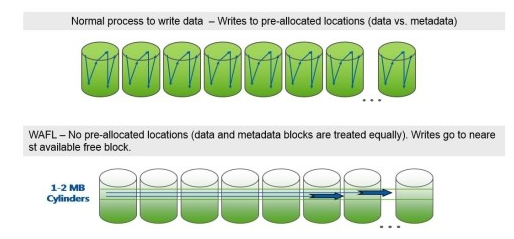 Normal process to write data – Writes to pre-allocated locations (data vs. metadata)
WAFL – No pre-allocated locations (data and metadata blocks are treated equally). Writes go to neare
st available free block.
1-2 MB
Cylinders